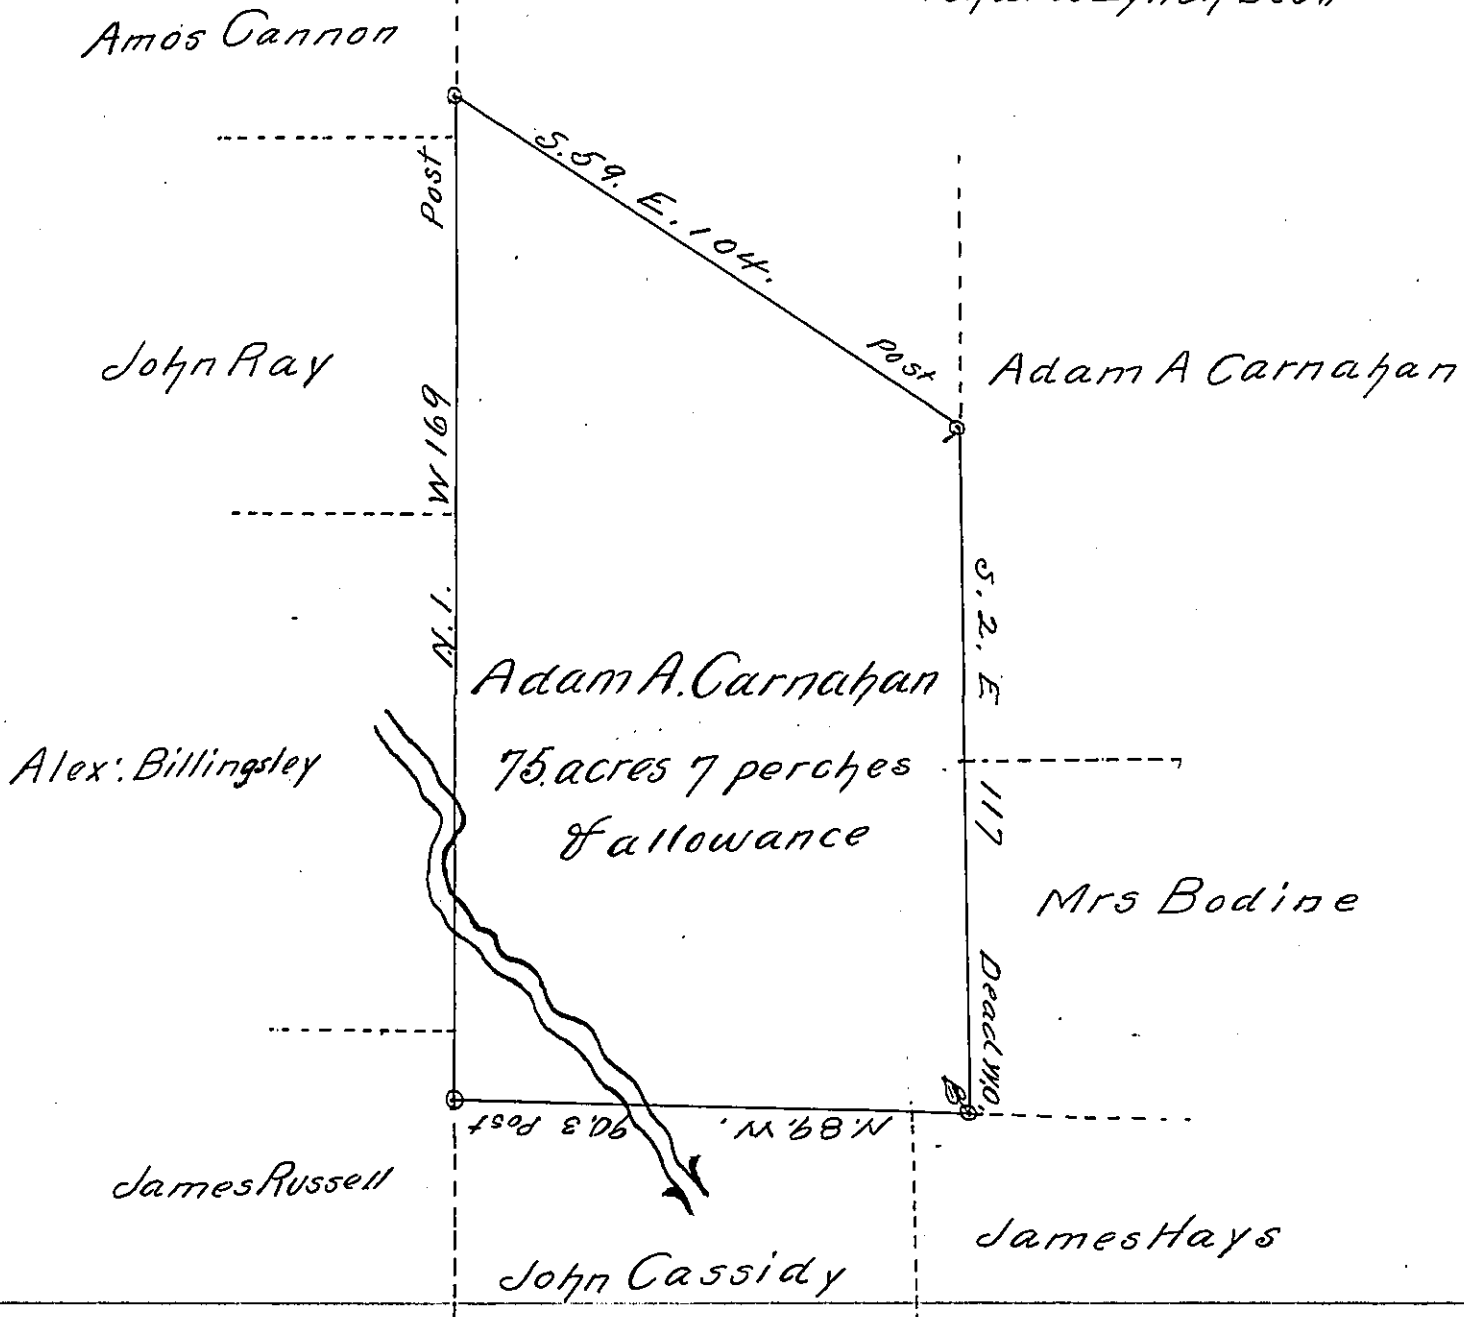 Amos Cannon
Post
S. 59. E. 104.
Post
John Ray
Adam A Carnahan
N. 1. W 169
S. 2. E 117
Adam A. Carnahan
Alex: Billingsley
75. acres 7 perches
& allowance
Mrs Bodine
Dead W.O.
B
N. 89. W. 90.3 Post
James Russell
James Hays
John Cassidy